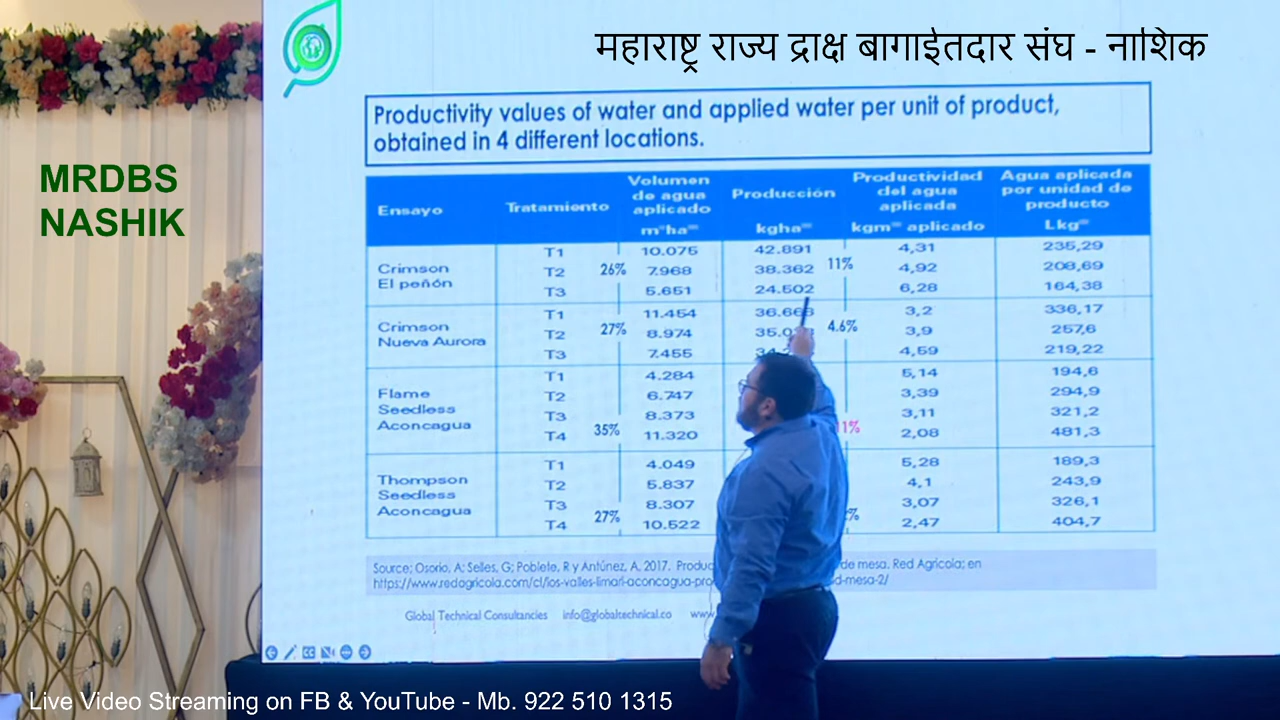 महाराष्ट्र राज्य द्राक्ष बागाईतदार संघ - नाशिक
MRDBS
NASHIK
Productivity values of water and applied water per unit of product,
obtained in 4 different locations.
Ensayo Tratamiento Volumen de agua aplicado Producción Productividad del agua aplicada Agua aplicada por unidad de producto
kgm⁻³ aplicado Lkg⁻¹
Crimson
El peñón
T1 10.075 42.891 4,31 235,29
T2 26% 7.968 38.362 11% 4,92 208,69
T3 5.651 24.502 6,28 164,38
Crimson
Nueva Aurora
T1 11.454 3,2 336,17
T2 27% 8.974 4.6% 3,9 257,6
T3 7.455 4,59 219,22
Flame
Seedless
Aconcagua
T1 4.284 5,14 194,6
T2 6.747 3,39 294,9
T3 8.373 3,11 321,2
T4 35% 11.320 2,08 481,3
Thompson
Seedless
Aconcagua
T1 4.049 5,28 189,3
T2 5.837 4,1 243,9
T3 8.307 3,07 326,1
T4 27% 10.522 2,47 404,7
Source; Osorio, A; Selles, G; Poblete, R y Antúnez, A. 2017. de mesa. Red Agrícola; en
Global Technical Consultancies info@globaltechnical.co
Live Video Streaming on FB & YouTube - Mb. 922 510 1315